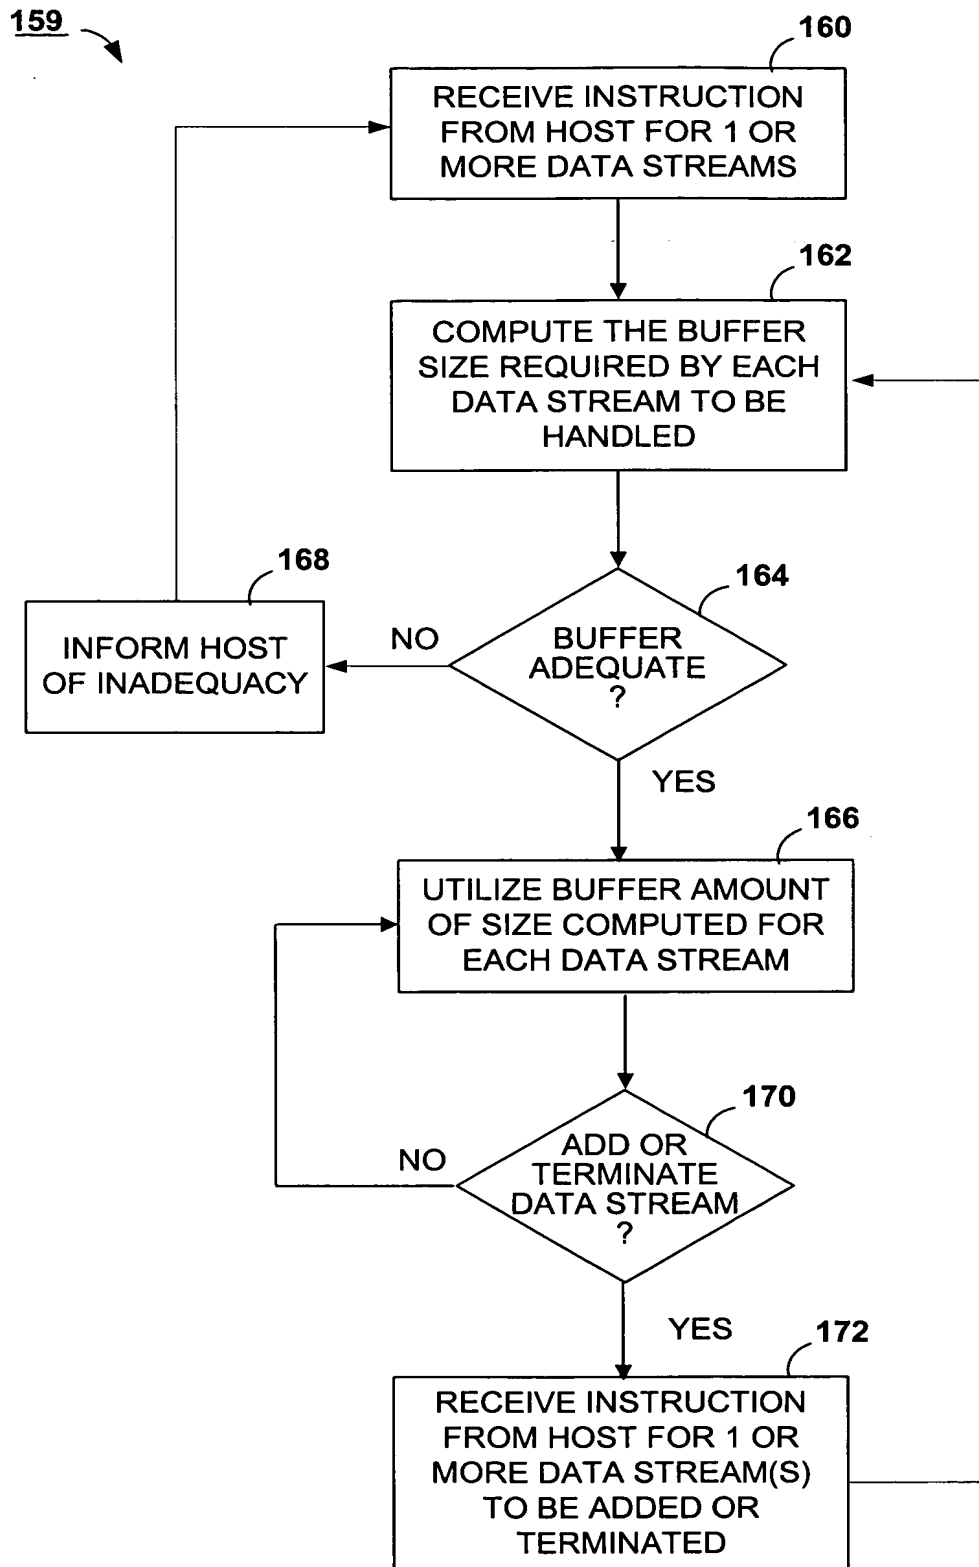 159
160
RECEIVE INSTRUCTION
FROM HOST FOR 1 OR
MORE DATA STREAMS
162
COMPUTE THE BUFFER
SIZE REQUIRED BY EACH
DATA STREAM TO BE
HANDLED
168
INFORM HOST
OF INADEQUACY
NO
164
BUFFER
ADEQUATE
?
YES
166
UTILIZE BUFFER AMOUNT
OF SIZE COMPUTED FOR
EACH DATA STREAM
170
NO
ADD OR
TERMINATE
DATA STREAM
?
YES
172
RECEIVE INSTRUCTION
FROM HOST FOR 1 OR
MORE DATA STREAM(S)
TO BE ADDED OR
TERMINATED